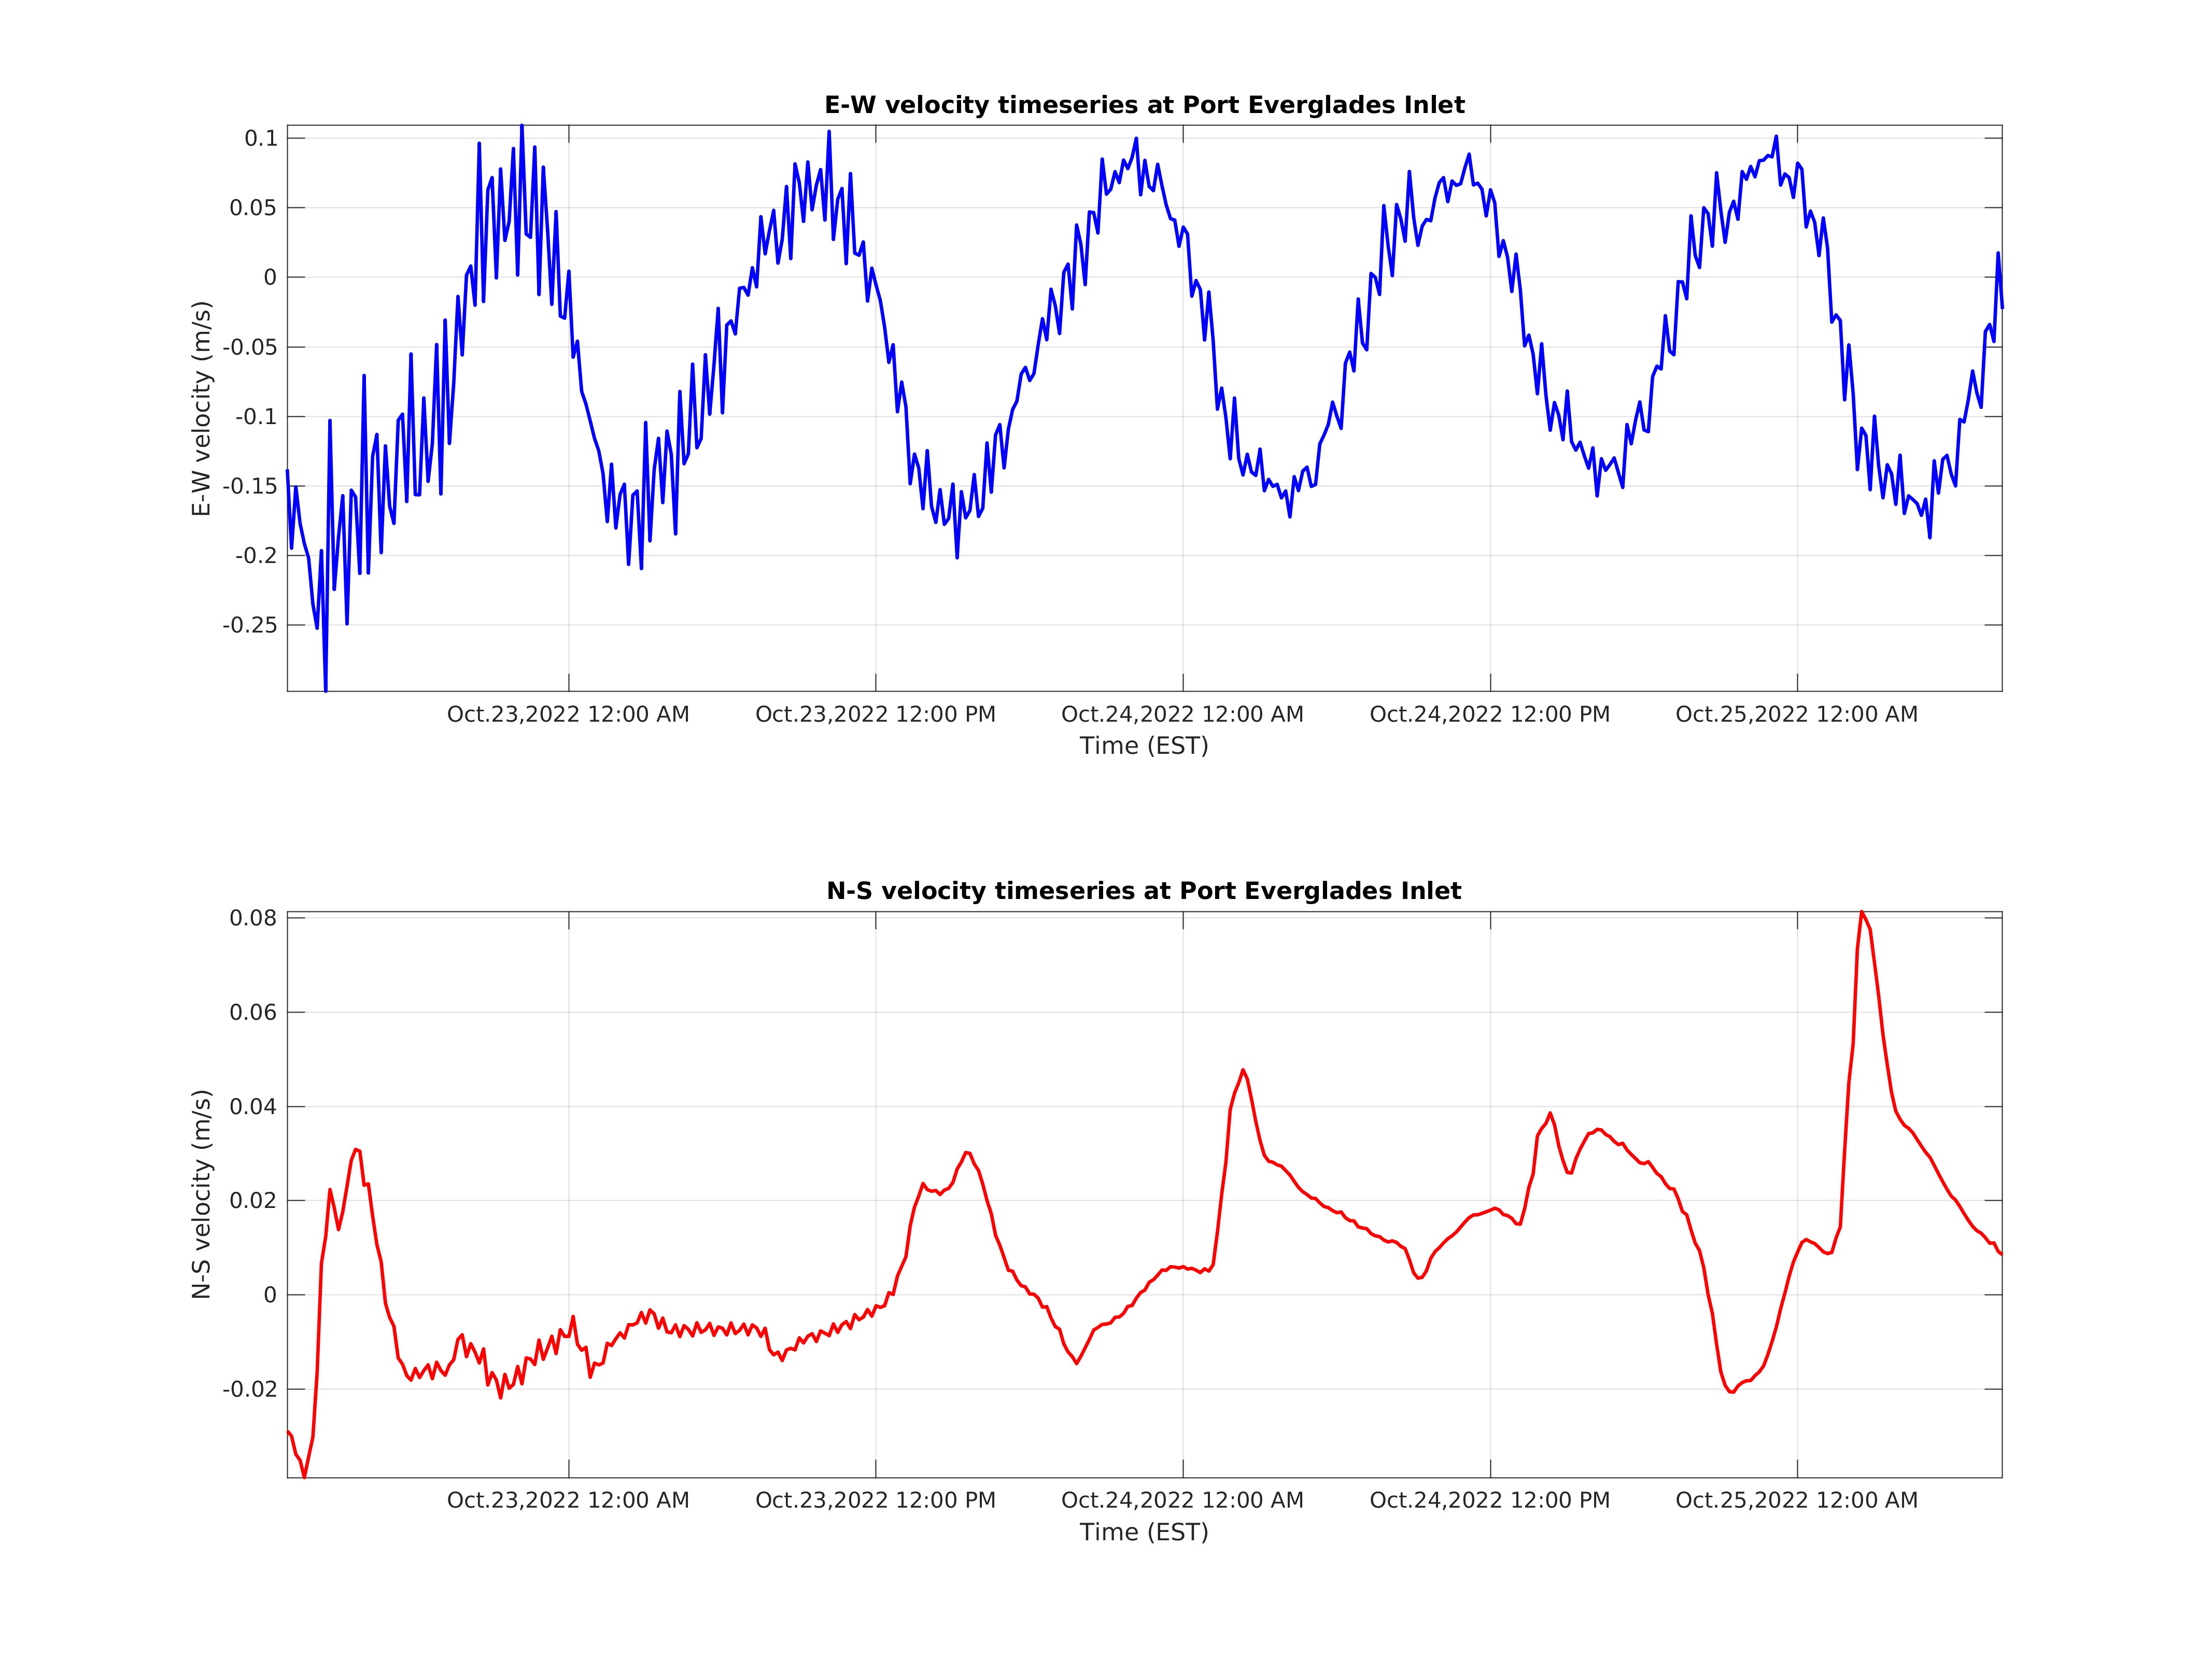 E-W velocity timeseries at Port Everglades Inlet
E-W velocity (m/s)
0.1
0.05
0
-0.05
-0.1
-0.15
-0.2
-0.25
Oct.23,2022 12:00 AM Oct.23,2022 12:00 PM Oct.24,2022 12:00 AM Oct.24,2022 12:00 PM Oct.25,2022 12:00 AM
Time (EST)
N-S velocity timeseries at Port Everglades Inlet
N-S velocity (m/s)
0.08
0.06
0.04
0.02
0
-0.02
Oct.23,2022 12:00 AM Oct.23,2022 12:00 PM Oct.24,2022 12:00 AM Oct.24,2022 12:00 PM Oct.25,2022 12:00 AM
Time (EST)